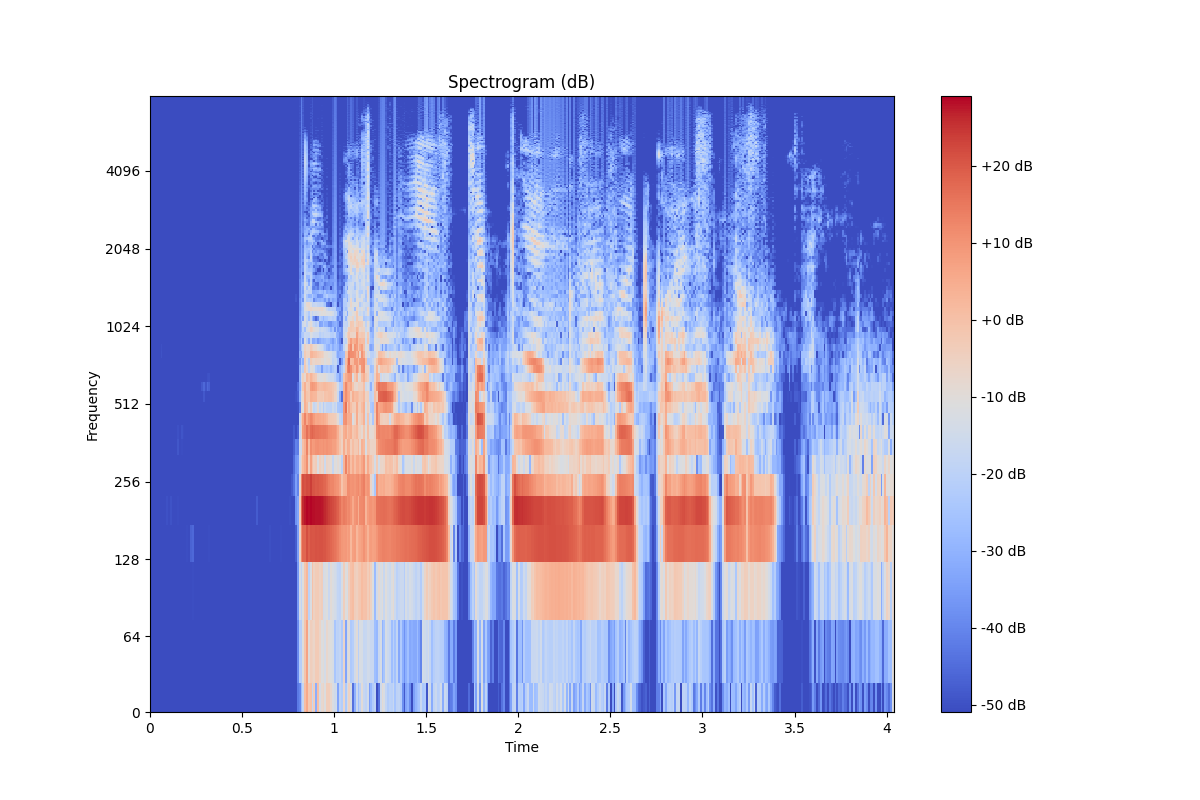 Spectrogram (dB)
Frequency
4096
2048
1024
512
256
128
64
0
0 0.5 1 1.5 2 2.5 3 3.5 4
Time
+20 dB
+10 dB
+0 dB
-10 dB
-20 dB
-30 dB
-40 dB
-50 dB